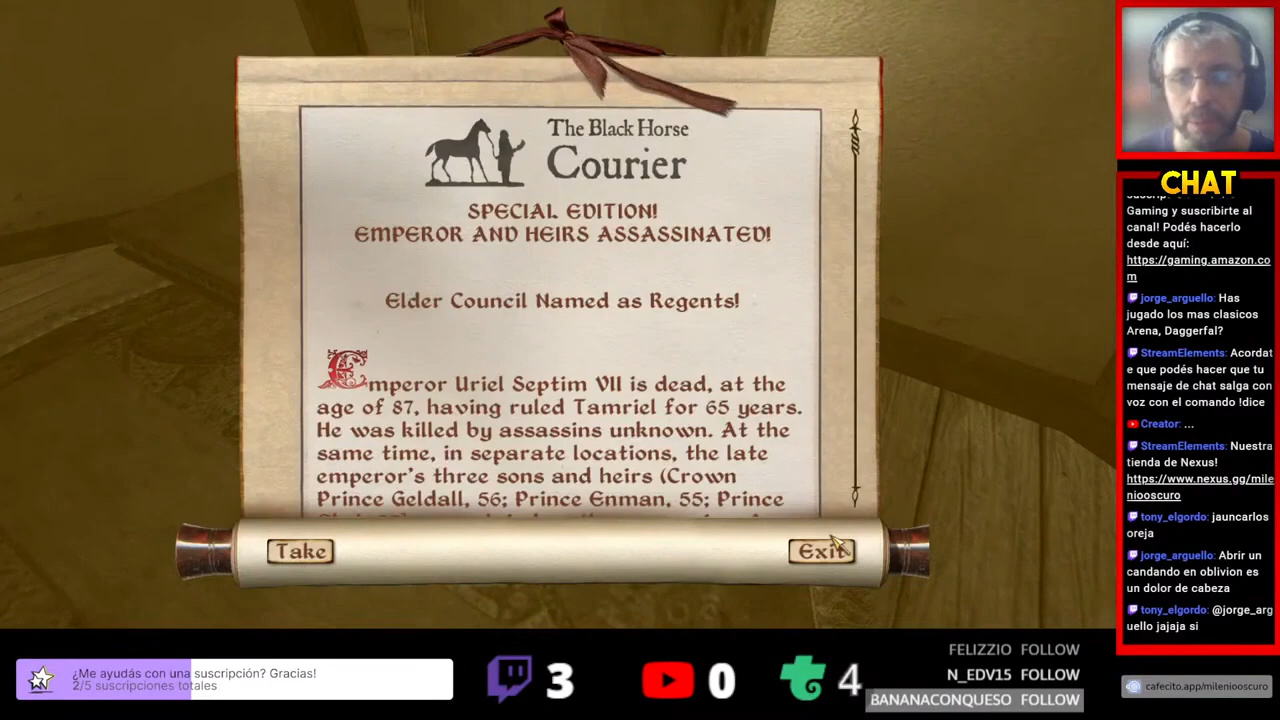 The Black Horse
Courier
SPECIAL EDITION!
EMPEROR AND HEIRS ASSASSINATED!
Elder Council Named as Regents!
Emperor Uriel Septim VII is dead, at the
age of 87, having ruled Tamriel for 65 years.
He was killed by assassins unknown. At the
same time, in separate locations, the late
emperor's three sons and heirs (Crown
Prince Geldall, 56; Prince Enman, 55; Prince
Take
Exit
CHAT
Gaming y suscribirte al
canal! Podés hacerlo
desde aquí:
https://gaming.amazon.co
m
jorge_arguello: Has
jugado los mas clasicos
Arena, Daggerfal?
StreamElements: Acordat
e que podés hacer que tu
mensaje de chat salga con
voz con el comando !dice
Creator: ...
StreamElements: Nuestra
tienda de Nexus!
https://www.nexus.gg/mile
niooscuro
tony_elgordo: jauncarlos
oreja
jorge_arguello: Abrir un
candando en oblivion es
un dolor de cabeza
tony_elgordo: @jorge_arg
uello jajaja si
¿Me ayudás con una suscripción? Gracias!
2/5 suscripciones totales
3
0
4
FELIZZIO FOLLOW
N_EDV15 FOLLOW
BANANACONQUESO FOLLOW
cafecito.app/mileniooscuro